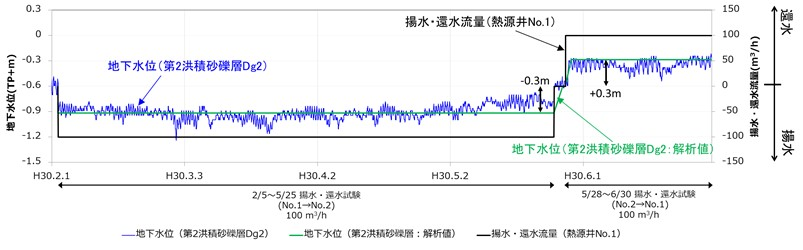 揚水・還水流量(熱源井No.1)
地下水位(第2洪積砂礫層Dg2)
-0.3m
+0.3m
地下水位(第2洪積砂礫層Dg2:解析値)
地下水位(TP+m)
0.3
0
-0.3
-0.6
-0.9
-1.2
-1.5
150
100
50
0
50
100
150
揚水・還水流量(m³/h)
還水
揚水
H30.2.1
H30.3.3
H30.4.2
H30.5.2
H30.6.1
2/5~5/25 揚水・還水試験
(No.1→No.2)
100 m³/h
5/28~6/30 揚水・還水試験
(No.2→No.1)
100 m³/h
地下水位(第2洪積砂礫層Dg2)
地下水位(第2洪積砂礫層:解析値)
揚水・還水流量(熱源井No.1)